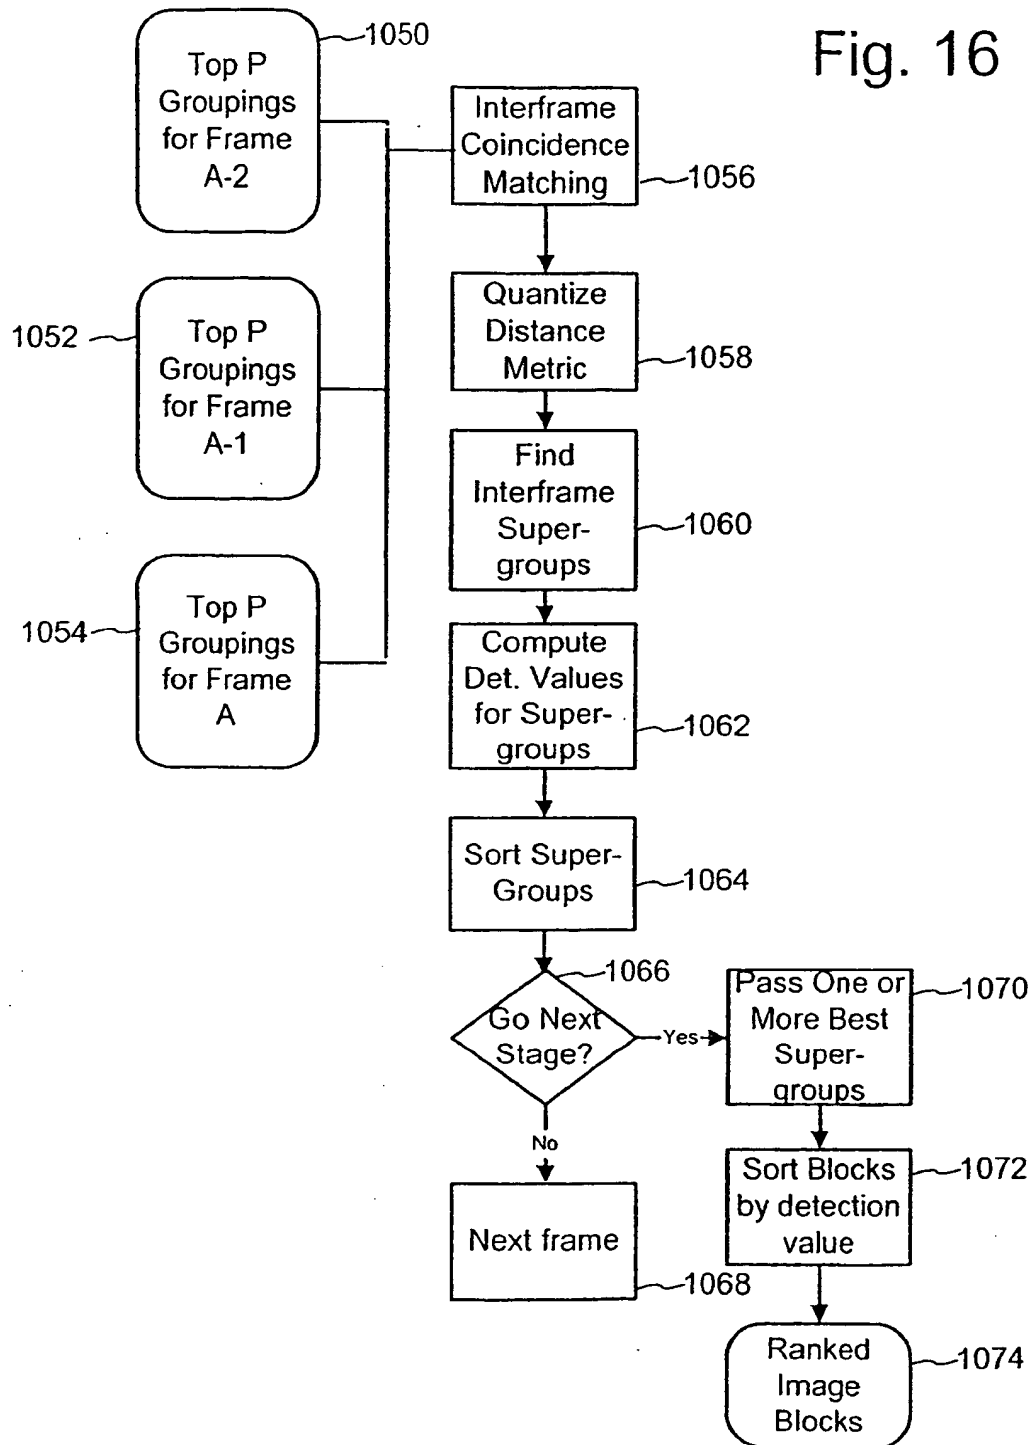 Fig. 16
1050
Top P
Groupings
for Frame
A-2
1052
Top P
Groupings
for Frame
A-1
1054
Top P
Groupings
for Frame
A
Interframe
Coincidence
Matching
1056
Quantize
Distance
Metric
1058
Find
Interframe
Super-
groups
1060
Compute
Det. Values
for Super-
groups
1062
Sort Super-
Groups
1064
1066
Go Next
Stage?
Yes
No
Next frame
1068
Pass One or
More Best
Super-
groups
1070
Sort Blocks
by detection
value
1072
Ranked
Image
Blocks
1074